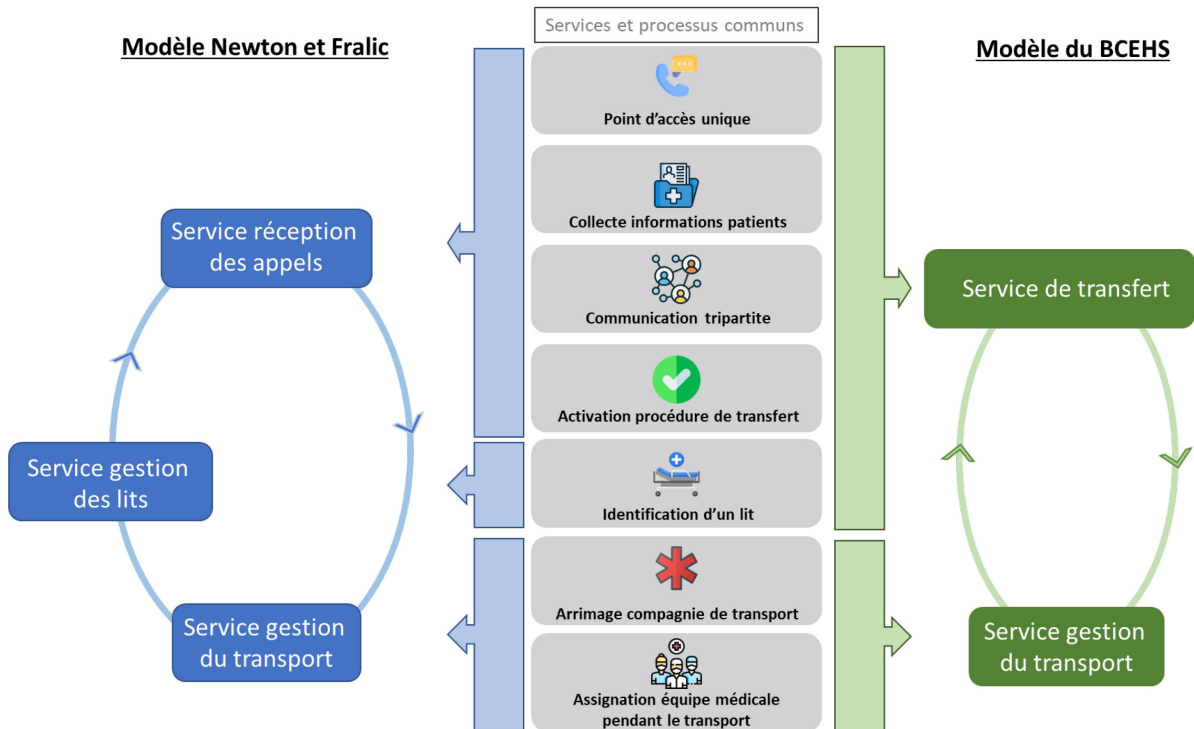 Modèle Newton et Fralic
Services et processus communs
Modèle du BCEHS
Point d'accès unique
Collecte informations patients
Communication tripartite
Activation procédure de transfert
Identification d'un lit
Arrimage compagnie de transport
Assignation équipe médicale
pendant le transport
Service réception
des appels
Service gestion
des lits
Service gestion
du transport
Service de transfert
Service gestion
du transport